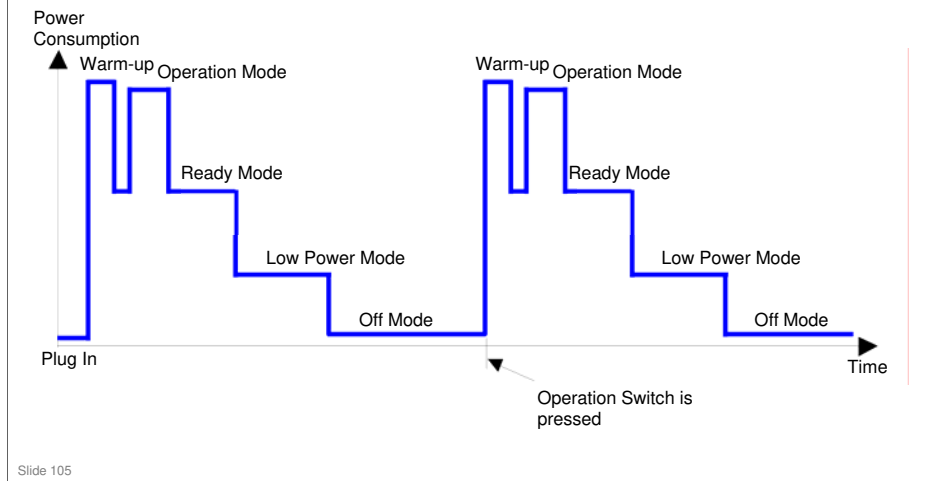 Power
Consumption
Warm-up
Operation Mode
Ready Mode
Low Power Mode
Off Mode
Warm-up
Operation Mode
Ready Mode
Low Power Mode
Off Mode
Plug In
Time
Operation Switch is
pressed
Slide 105